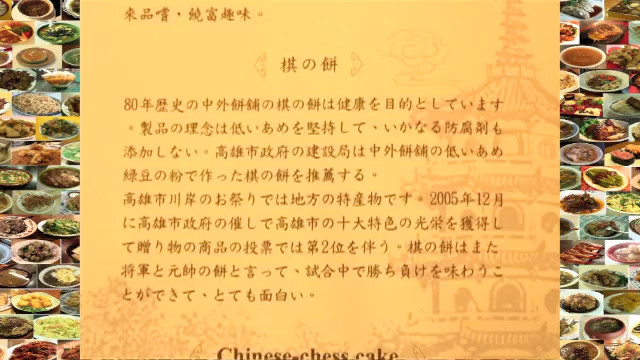 來品嚐，繞富趣味。
棋の餅
80年歴史の中外餅舖の棋の餅は健康を目的としています
。製品の理念は低いあめを堅持して、いかなる防腐剤も
添加しない。高雄市政府の建設局は中外餅舖の低いあめ
緑豆の粉で作った棋の餅を推薦する。
高雄市川岸のお祭りでは地方の特産物です。2005年12月
に高雄市政府の催しで高雄市の十大特色の光栄を獲得し
て贈り物の商品の投票では第2位を伴う。棋の餅はまた
将軍と元帥の餅と言って、試合中で勝ち負けを味わうこ
とができて、とても面白い。
Chinese-chess cake